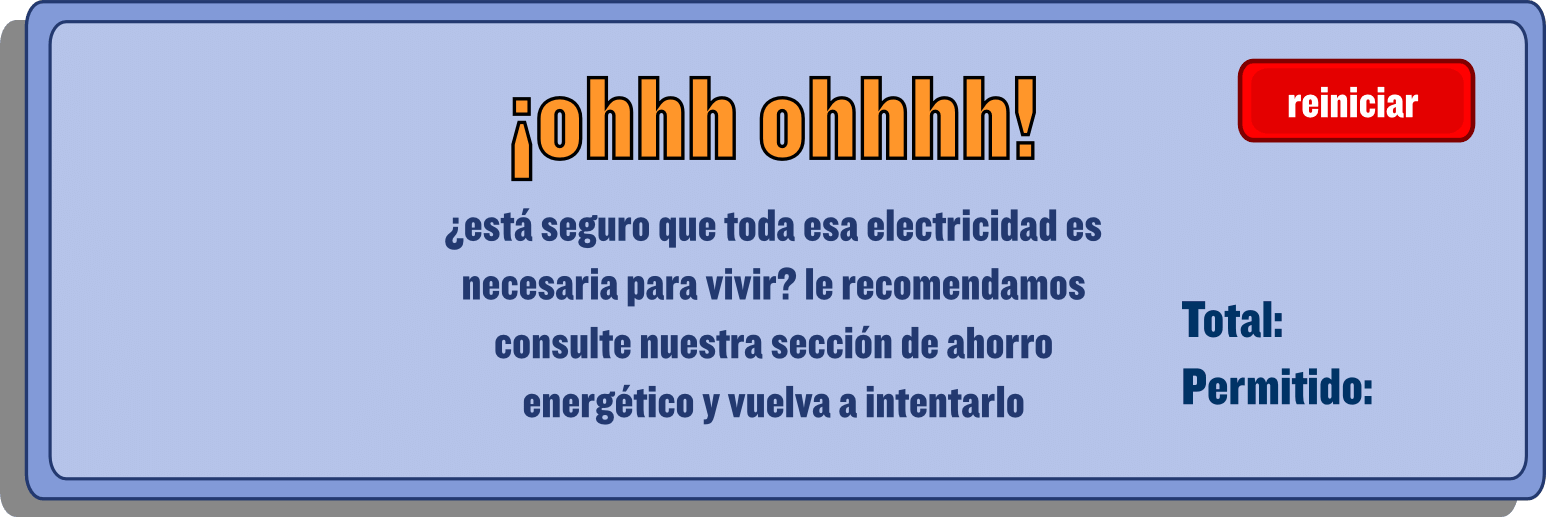 ¡ohhh ohhhh!
reiniciar
¿está seguro que toda esa electricidad es
necesaria para vivir? le recomendamos
consulte nuestra sección de ahorro
energético y vuelva a intentarlo
Total:
Permitido: